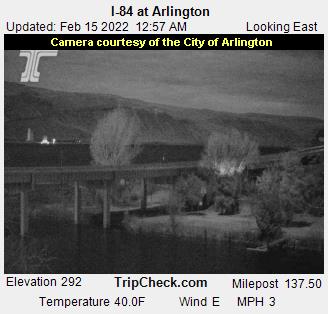 I-84 at Arlington
Updated: Feb 15 2022 12:57 AM Looking East
Camera courtesy of the City of Arlington
Elevation 292 TripCheck.com Milepost 137.50
Temperature 40.0F Wind E MPH 3